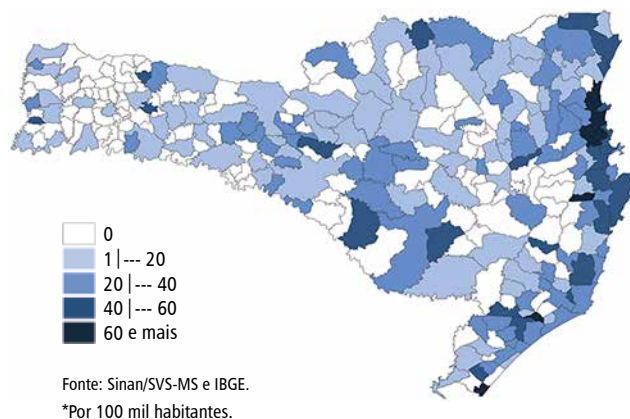 0
1|--- 20
20|--- 40
40|--- 60
60 e mais
Fonte: Sinan/SVS-MS e IBGE.
*Por 100 mil habitantes.